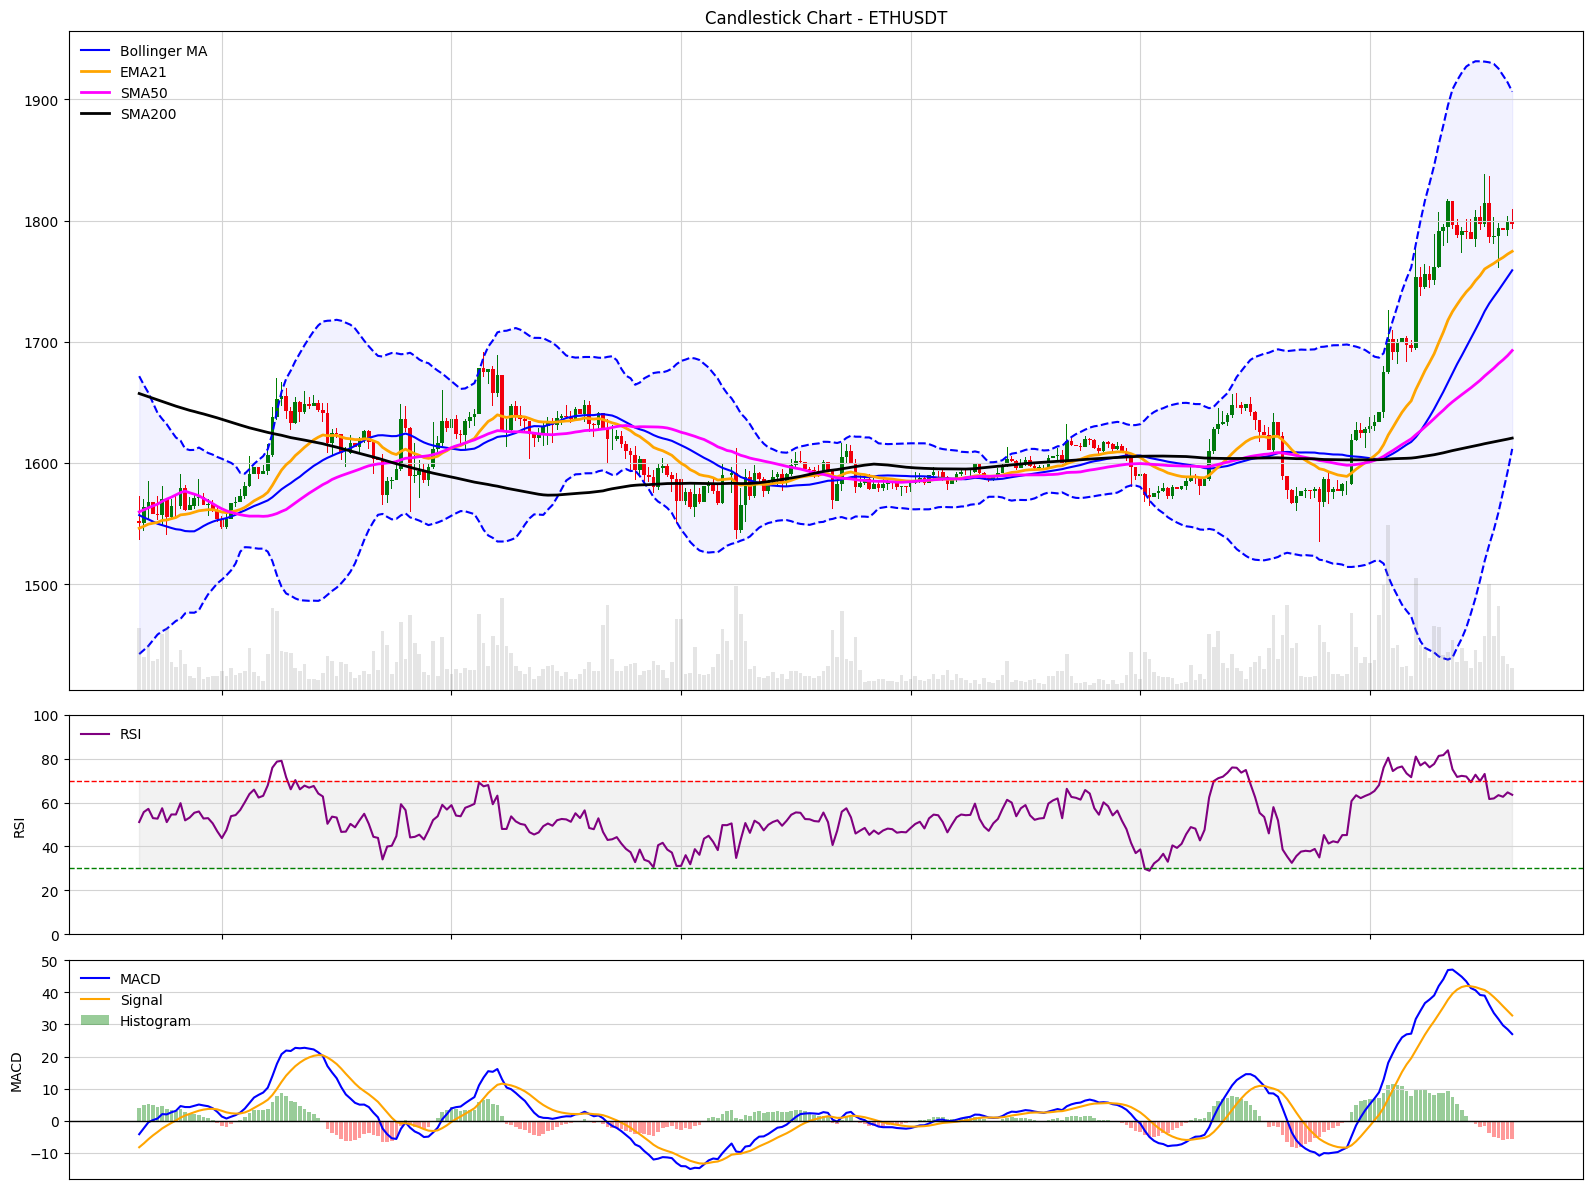 Candlestick Chart - ETHUSDT
Bollinger MA
EMA21
SMA50
SMA200
1900
1800
1700
1600
1500
RSI
100
80
60
40
20
0
RSI
MACD
Signal
Histogram
50
40
30
20
10
0
−10
MACD